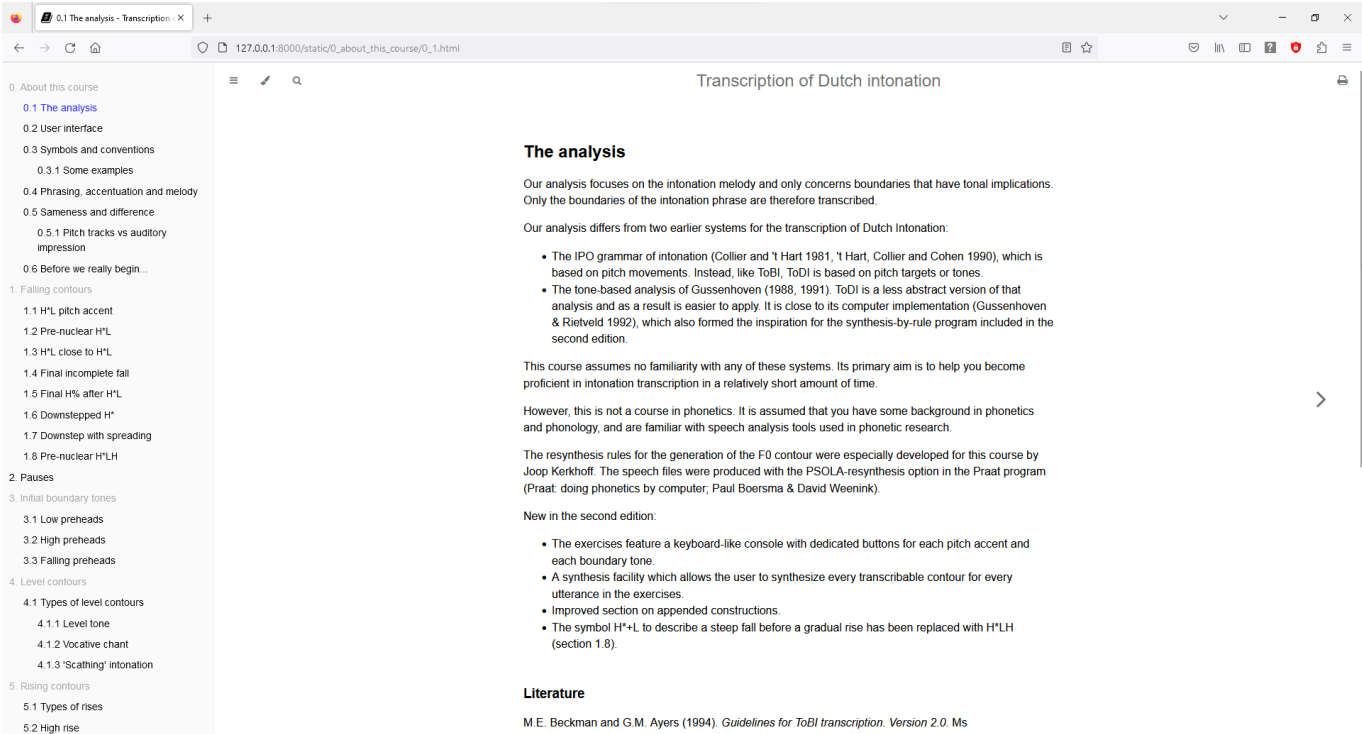 0.1 The analysis - Transcription
127.0.0.1:8000/static/0_about_this_course/0_1.html
0. About this course
0.1 The analysis
0.2 User interface
0.3 Symbols and conventions
0.3.1 Some examples
0.4 Phrasing, accentuation and melody
0.5 Sameness and difference
0.5.1 Pitch tracks vs auditory
impression
0.6 Before we really begin...
1. Falling contours
1.1 H*L pitch accent
1.2 Pre-nuclear H*L
1.3 H*L close to H*L
1.4 Final incomplete fall
1.5 Final H% after H*L
1.6 Downstepped H*
1.7 Downstep with spreading
1.8 Pre-nuclear H*LH
2. Pauses
3. Initial boundary tones
3.1 Low preheads
3.2 High preheads
3.3 Falling preheads
4. Level contours
4.1 Types of level contours
4.1.1 Level tone
4.1.2 Vocative chant
4.1.3 'Scathing' intonation
5. Rising contours
5.1 Types of rises
5.2 High rise
Transcription of Dutch intonation
The analysis
Our analysis focuses on the intonation melody and only concerns boundaries that have tonal implications.
Only the boundaries of the intonation phrase are therefore transcribed.
Our analysis differs from two earlier systems for the transcription of Dutch Intonation:
• The IPO grammar of intonation (Collier and 't Hart 1981, 't Hart, Collier and Cohen 1990), which is
based on pitch movements. Instead, like ToBI, ToDI is based on pitch targets or tones.
• The tone-based analysis of Gussenhoven (1988, 1991). ToDI is a less abstract version of that
analysis and as a result is easier to apply. It is close to its computer implementation (Gussenhoven
& Rietveld 1992), which also formed the inspiration for the synthesis-by-rule program included in the
second edition.
This course assumes no familiarity with any of these systems. Its primary aim is to help you become
proficient in intonation transcription in a relatively short amount of time.
However, this is not a course in phonetics. It is assumed that you have some background in phonetics
and phonology, and are familiar with speech analysis tools used in phonetic research.
The resynthesis rules for the generation of the F0 contour were especially developed for this course by
Joop Kerkhoff. The speech files were produced with the PSOLA-resynthesis option in the Praat program
(Praat: doing phonetics by computer; Paul Boersma & David Weenink).
New in the second edition:
• The exercises feature a keyboard-like console with dedicated buttons for each pitch accent and
each boundary tone.
• A synthesis facility which allows the user to synthesize every transcribable contour for every
utterance in the exercises.
• Improved section on appended constructions.
• The symbol H*+L to describe a steep fall before a gradual rise has been replaced with H*LH
(section 1.8).
Literature
M.E. Beckman and G.M. Ayers (1994). Guidelines for ToBI transcription. Version 2.0. Ms